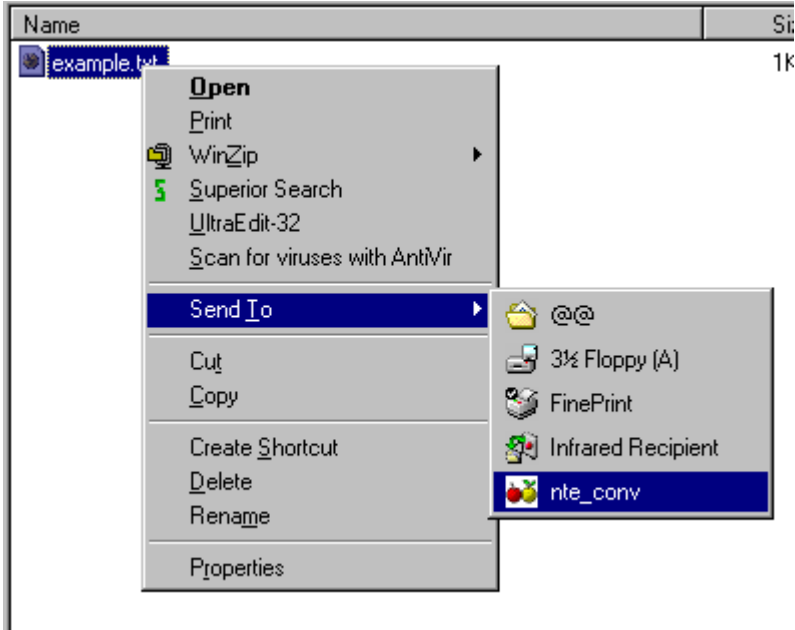 Name
Siz
example.txt
1K
Open
Print
WinZip
Superior Search
UltraEdit-32
Scan for viruses with AntiVir
Send To
@@
3½ Floppy (A)
FinePrint
Infrared Recipient
nte_conv
Cut
Copy
Create Shortcut
Delete
Rename
Properties